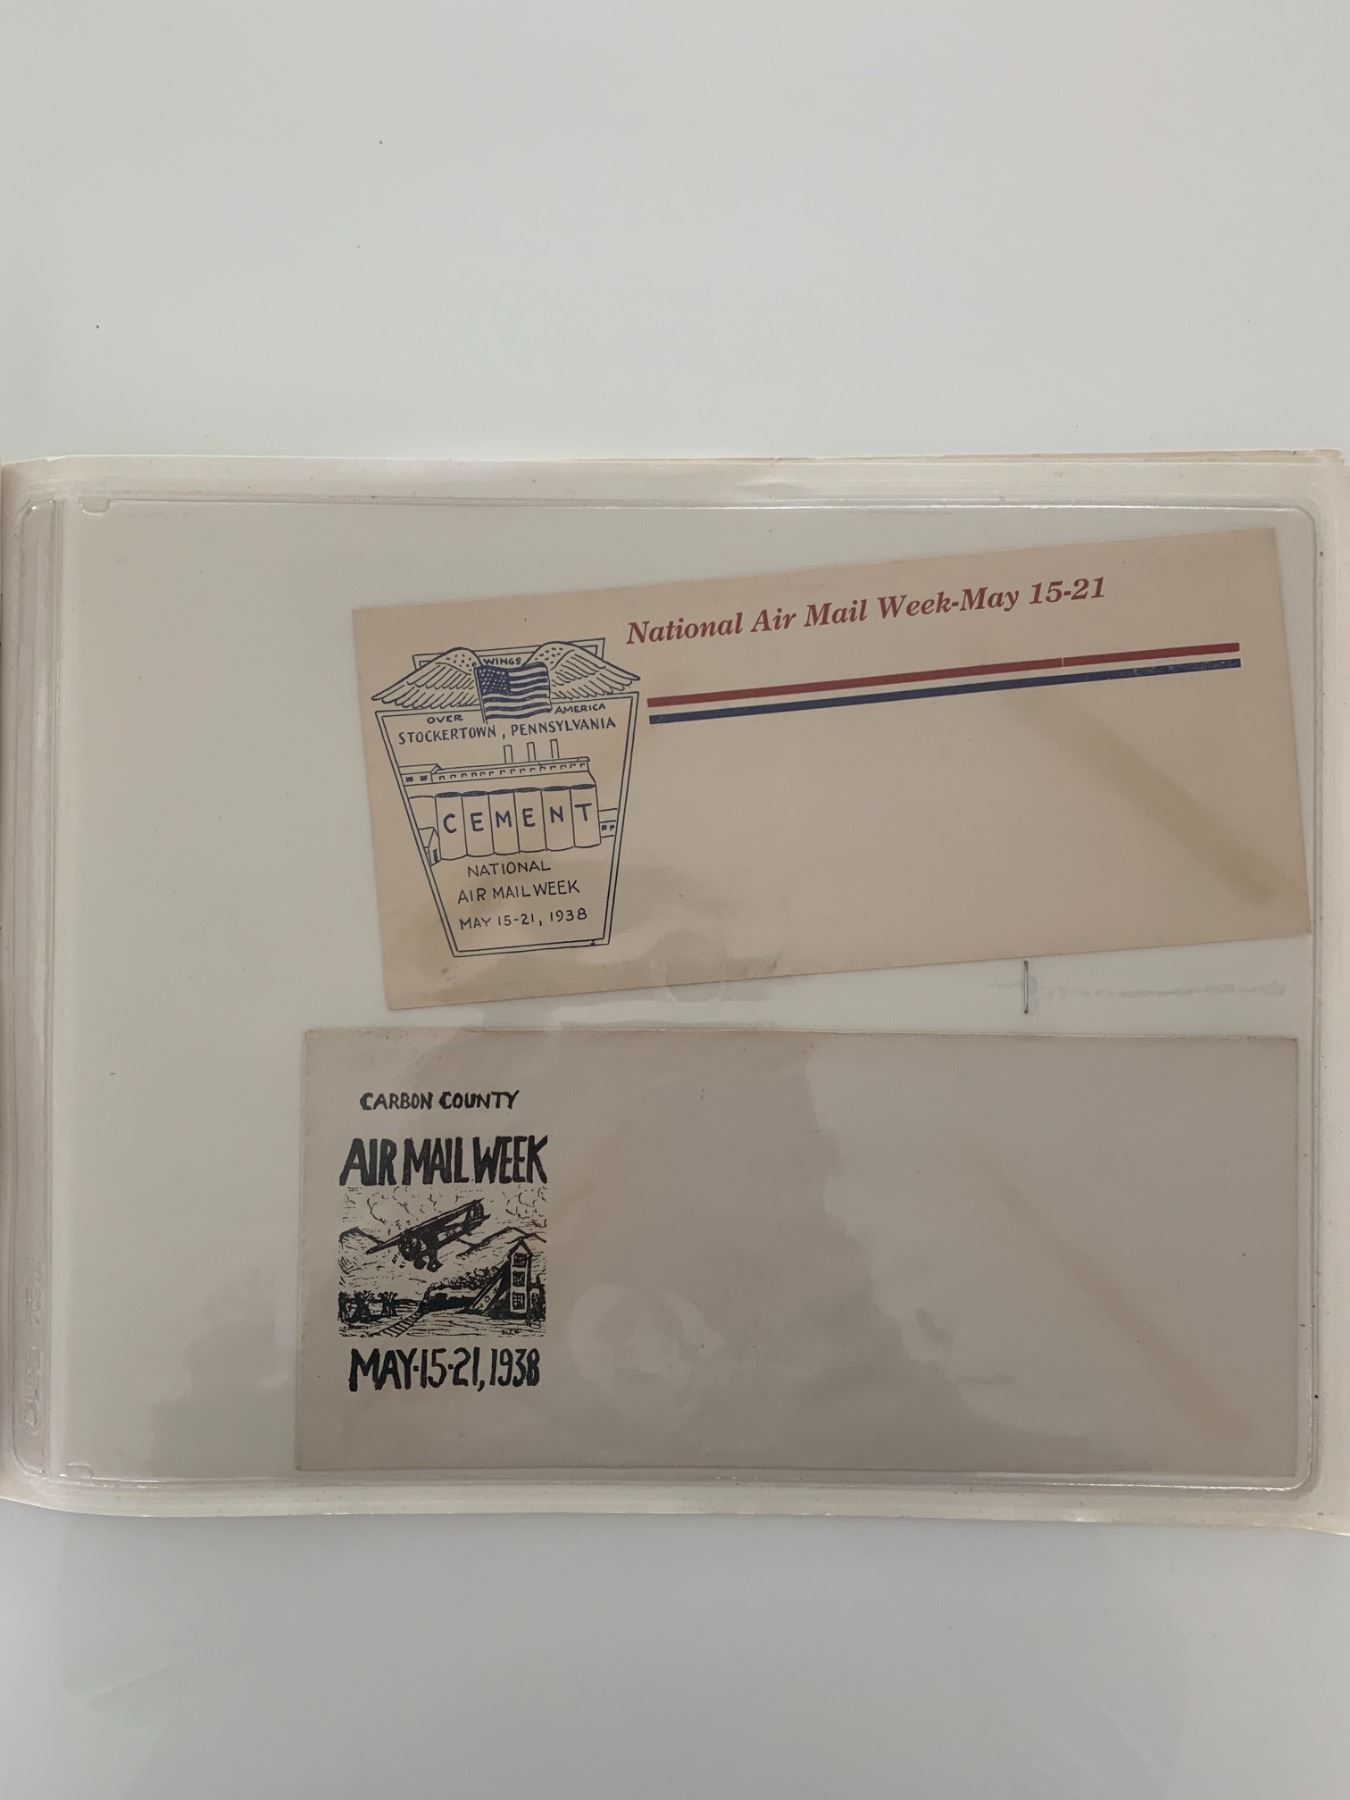 National Air Mail Week-May 15-21
WINGS
OVER AMERICA
STOCKERTOWN, PENNSYLVANIA
CEMENT
NATIONAL
AIR MAIL WEEK
MAY 15-21, 1938
CARBON COUNTY
AIR MAIL WEEK
MAY·15-21, 1938